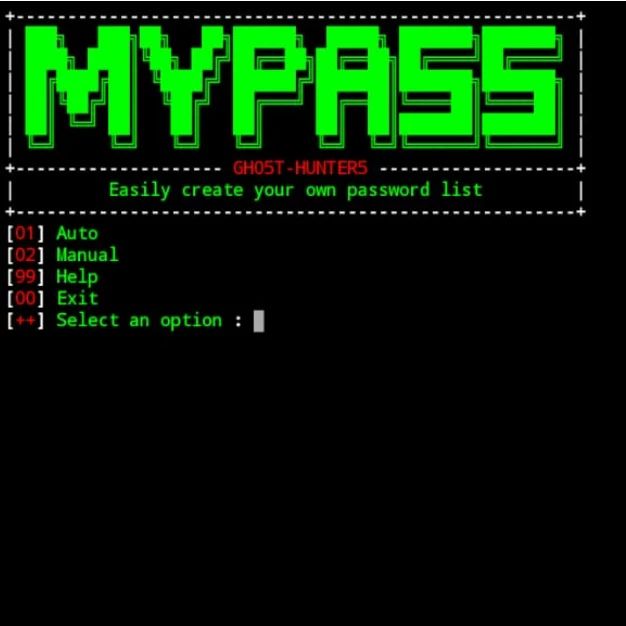 MYPASS
GH05T-HUNTER5
Easily create your own password list
[01] Auto
[02] Manual
[99] Help
[00] Exit
[++] Select an option :